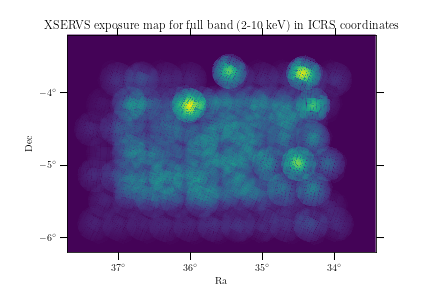 XSERVS exposure map for full band (2-10 keV) in ICRS coordinates
−4°
−5°
−6°
Dec
37° 36° 35° 34°
Ra